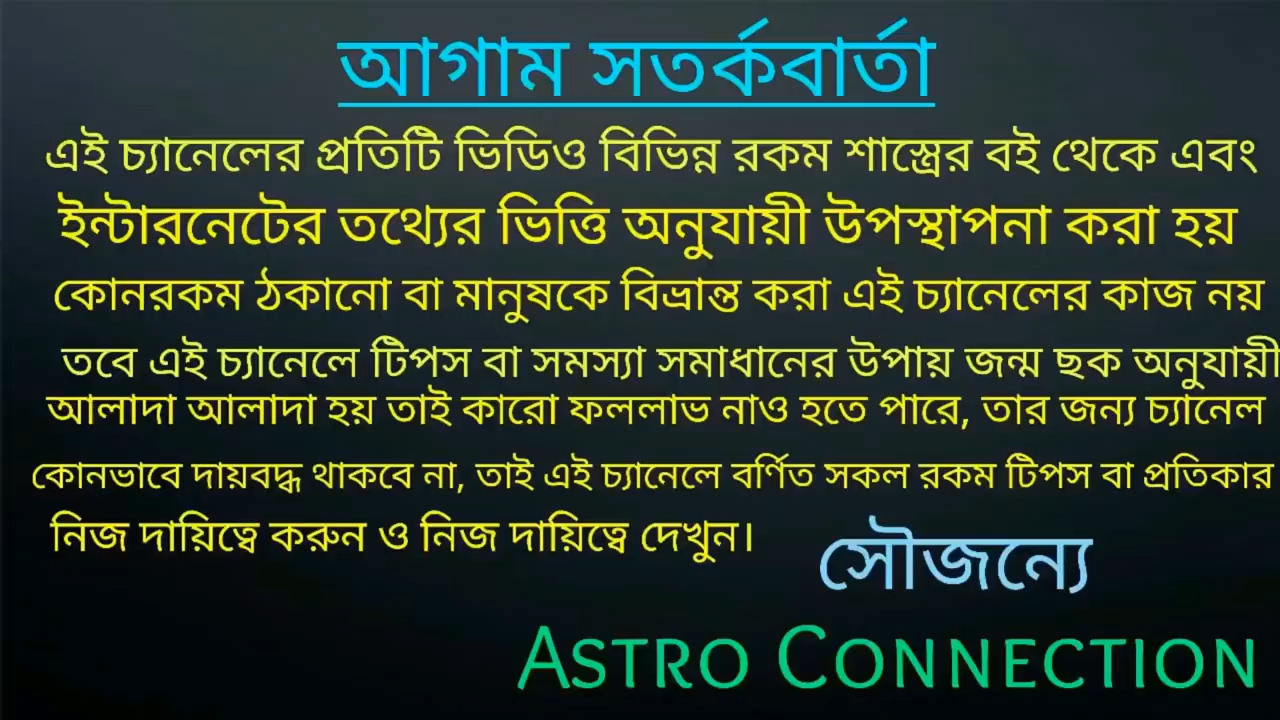 আগাম সতর্কবার্তা
এই চ্যানেলের প্রতিটি ভিডিও বিভিন্ন রকম শাস্ত্রের বই থেকে এবং
ইন্টারনেটের তথ্যের ভিত্তি অনুযায়ী উপস্থাপনা করা হয়
কোনরকম ঠকানো বা মানুষকে বিভ্রান্ত করা এই চ্যানেলের কাজ নয়
তবে এই চ্যানেলে টিপস বা সমস্যা সমাধানের উপায় জন্ম ছক অনুযায়ী
আলাদা আলাদা হয় তাই কারো ফললাভ নাও হতে পারে, তার জন্য চ্যানেল
কোনভাবে দায়বদ্ধ থাকবে না, তাই এই চ্যানেলে বর্ণিত সকল রকম টিপস বা প্রতিকার
নিজ দায়িত্বে করুন ও নিজ দায়িত্বে দেখুন।
সৌজন্যে
ASTRO CONNECTION